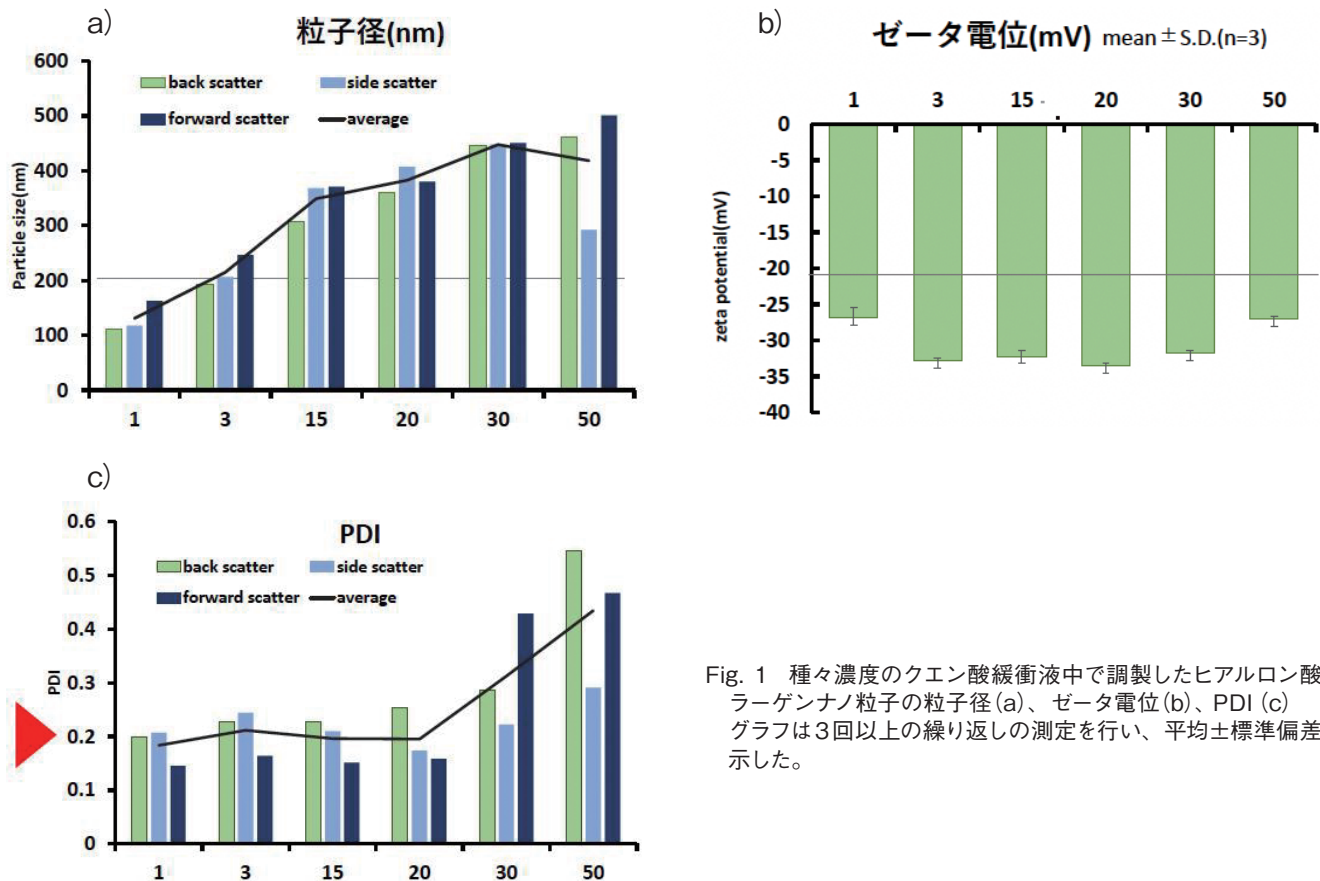 a)
粒子径(nm)
600
500
400
300
200
100
0
Particle size(nm)
back scatter
side scatter
forward scatter
average
1 3 15 20 30 50
b)
ゼータ電位(mV) mean±S.D.(n=3)
1 3 15 20 30 50
0
-5
-10
-15
-20
-25
-30
-35
-40
zeta potential(mV)
c)
PDI
0.6
0.5
0.4
0.3
0.2
0.1
0
PDI
back scatter
side scatter
forward scatter
average
1 3 15 20 30 50
Fig. 1 種々濃度のクエン酸緩衝液中で調製したヒアルロン酸
ラーゲンナノ粒子の粒子径(a)、ゼータ電位(b)、PDI (c)
グラフは3回以上の繰り返しの測定を行い、平均±標準偏差
示した。